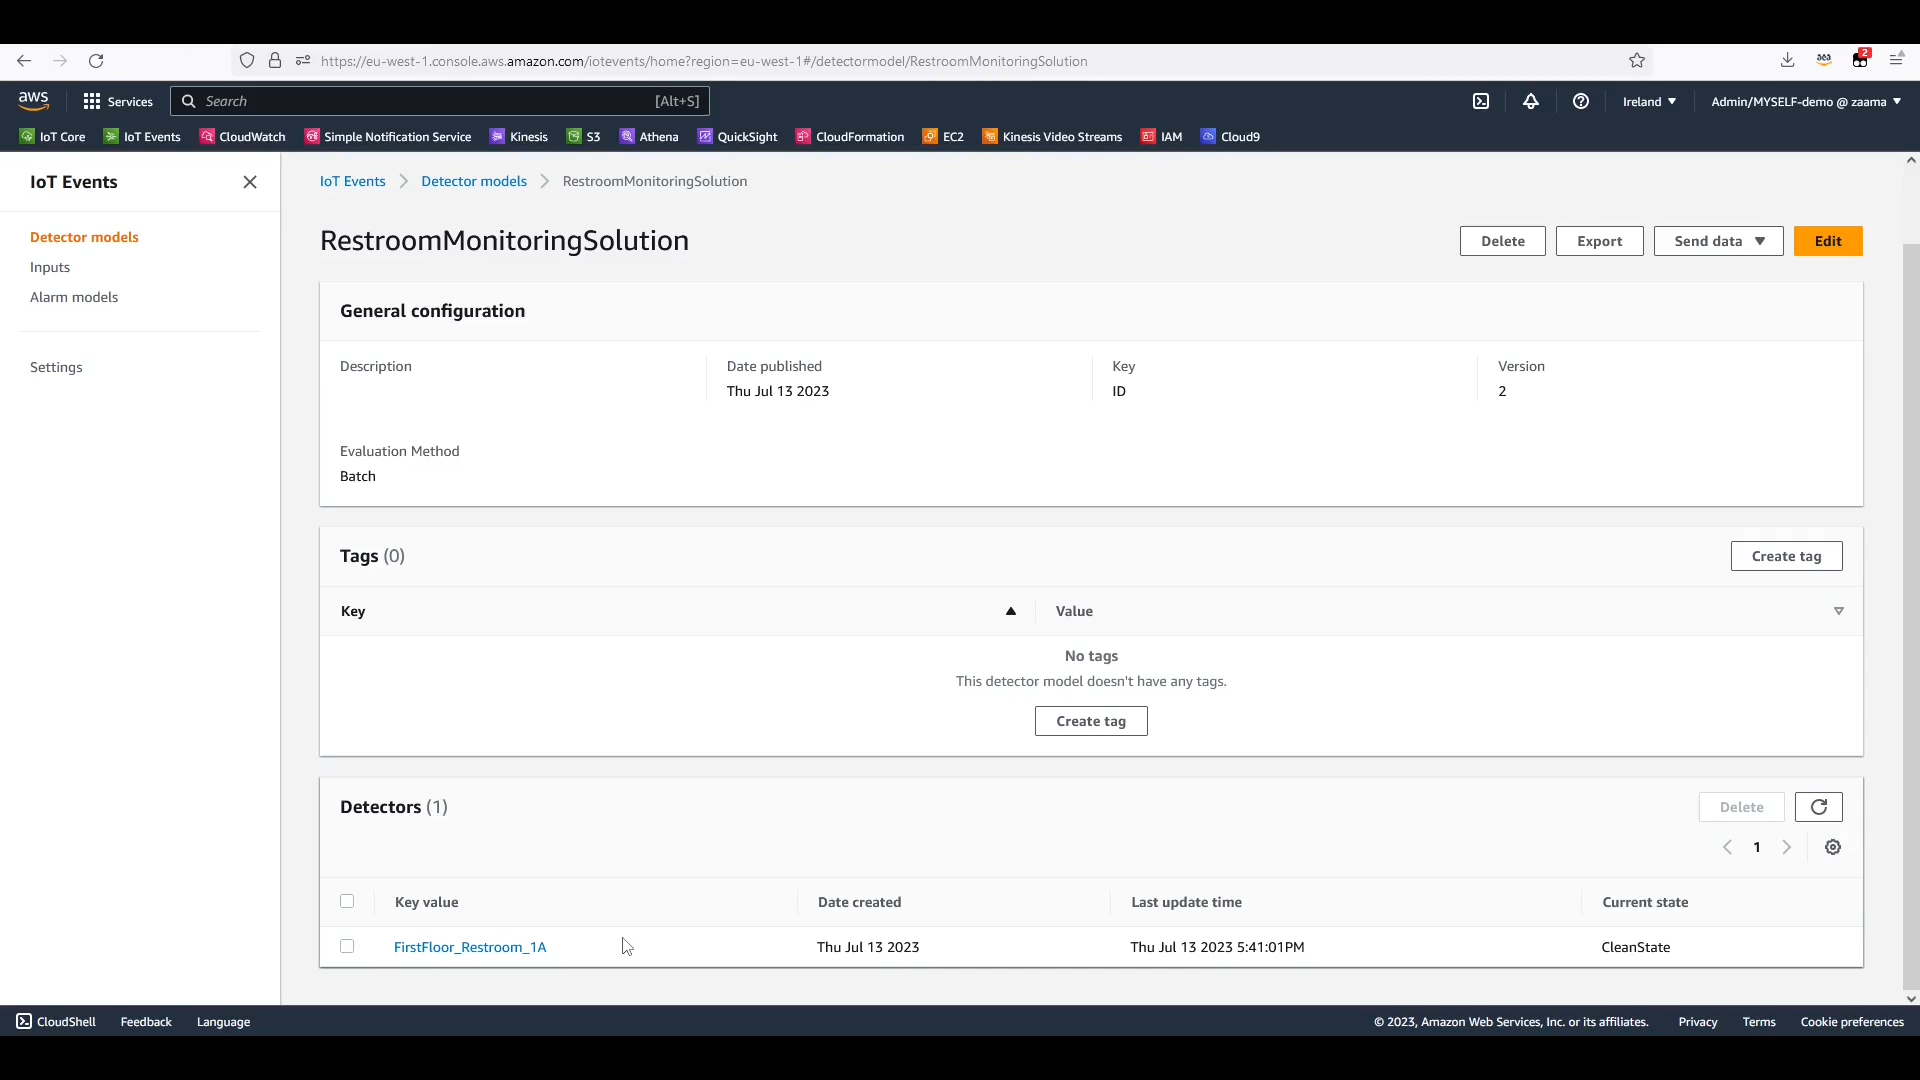 https://eu-west-1.console.aws.amazon.com/iotevents/home?region=eu-west-1#/detectormodel/RestroomMonitoringSolution
aea
2
aws
Services
Search
[Alt+S]
Ireland
Admin/MYSELF-demo @ zaama
IoT Core
IoT Events
CloudWatch
Simple Notification Service
Kinesis
S3
Athena
QuickSight
CloudFormation
EC2
Kinesis Video Streams
IAM
Cloud9
IoT Events
Detector models
Inputs
Alarm models
Settings
IoT Events
Detector models
RestroomMonitoringSolution
RestroomMonitoringSolution
Delete
Export
Send data
Edit
General configuration
Description
Date published
Thu Jul 13 2023
Key
ID
Version
2
Evaluation Method
Batch
Tags (0)
Create tag
Key
Value
No tags
This detector model doesn't have any tags.
Create tag
Detectors (1)
Delete
1
Key value
Date created
Last update time
Current state
FirstFloor_Restroom_1A
Thu Jul 13 2023
Thu Jul 13 2023 5:41:01PM
CleanState
CloudShell
Feedback
Language
© 2023, Amazon Web Services, Inc. or its affiliates.
Privacy
Terms
Cookie preferences